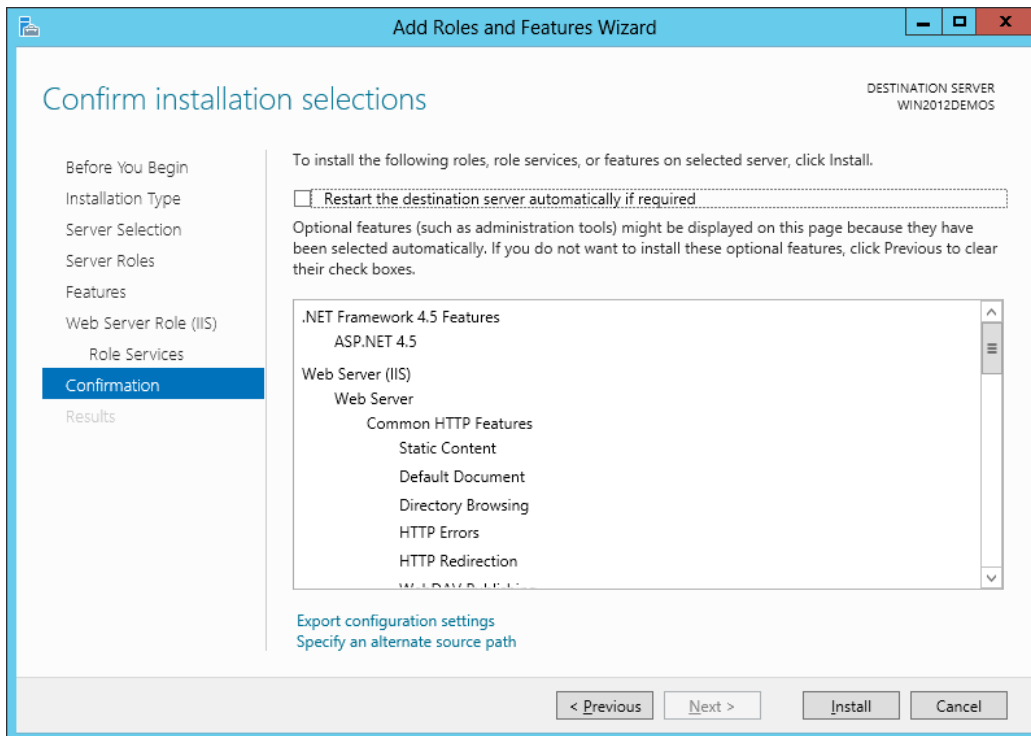 Add Roles and Features Wizard
Confirm installation selections
DESTINATION SERVER
WIN2012DEMOS
Before You Begin
Installation Type
Server Selection
Server Roles
Features
Web Server Role (IIS)
Role Services
Confirmation
Results
To install the following roles, role services, or features on selected server, click Install.
Restart the destination server automatically if required
Optional features (such as administration tools) might be displayed on this page because they have
been selected automatically. If you do not want to install these optional features, click Previous to clear
their check boxes.
.NET Framework 4.5 Features
ASP.NET 4.5
Web Server (IIS)
Web Server
Common HTTP Features
Static Content
Default Document
Directory Browsing
HTTP Errors
HTTP Redirection
Export configuration settings
Specify an alternate source path
< Previous
Next >
Install
Cancel